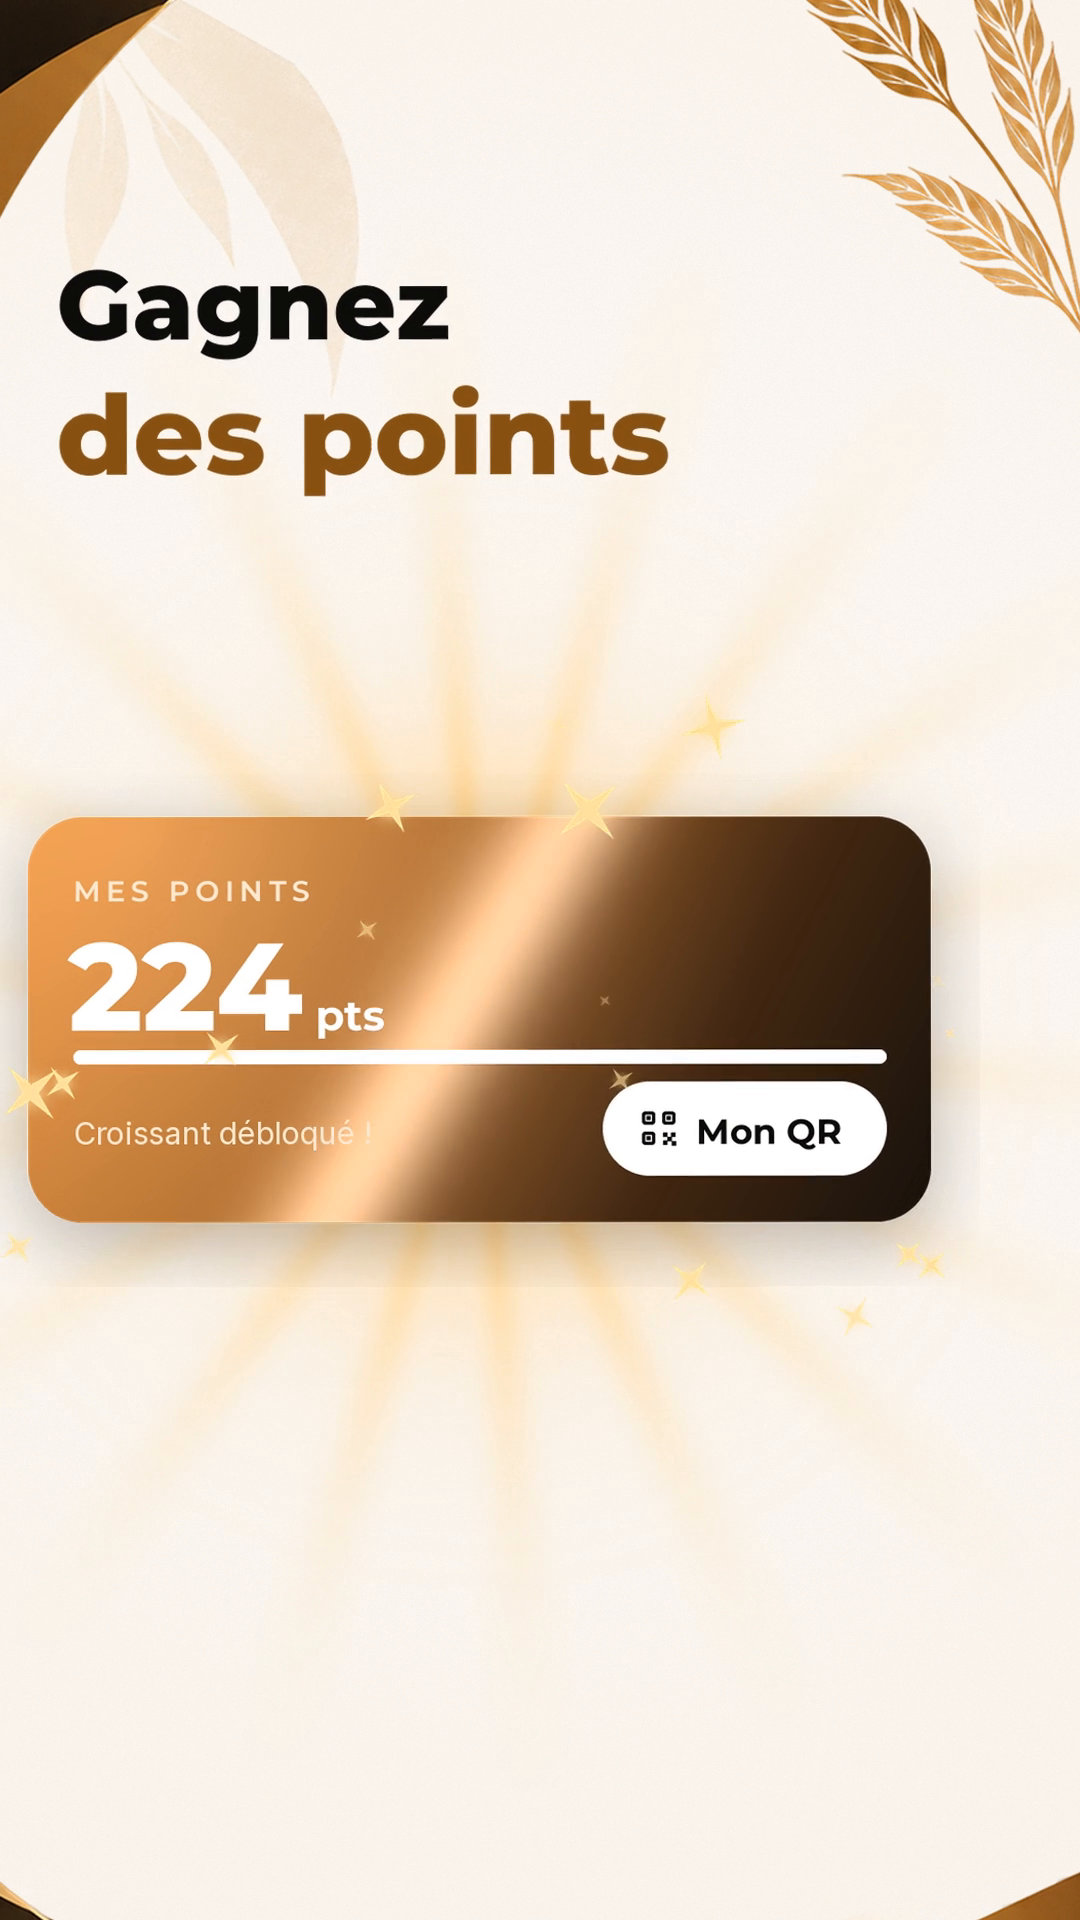 Gagnez
des points
MES POINTS
224 pts
Croissant débloqué !
Mon QR